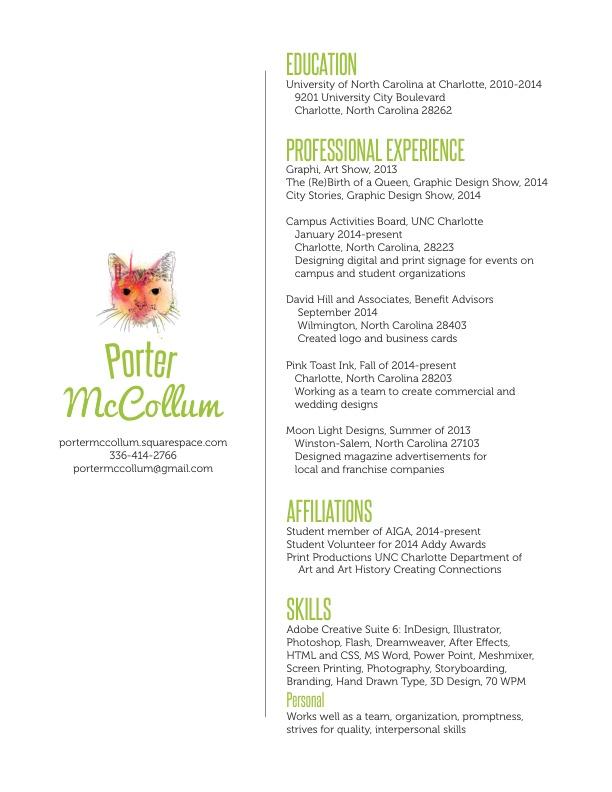 Porter
McCollum
portermccollum.squarespace.com
336-414-2766
portermccollum@gmail.com
EDUCATION
University of North Carolina at Charlotte, 2010-2014
9201 University City Boulevard
Charlotte, North Carolina 28262
PROFESSIONAL EXPERIENCE
Graphi, Art Show, 2013
The (Re)Birth of a Queen, Graphic Design Show, 2014
City Stories, Graphic Design Show, 2014
Campus Activities Board, UNC Charlotte
January 2014-present
Charlotte, North Carolina, 28223
Designing digital and print signage for events on
campus and student organizations
David Hill and Associates, Benefit Advisors
September 2014
Wilmington, North Carolina 28403
Created logo and business cards
Pink Toast Ink, Fall of 2014-present
Charlotte, North Carolina 28203
Working as a team to create commercial and
wedding designs
Moon Light Designs, Summer of 2013
Winston-Salem, North Carolina 27103
Designed magazine advertisements for
local and franchise companies
AFFILIATIONS
Student member of AIGA, 2014-present
Student Volunteer for 2014 Addy Awards
Print Productions UNC Charlotte Department of
Art and Art History Creating Connections
SKILLS
Adobe Creative Suite 6: InDesign, Illustrator,
Photoshop, Flash, Dreamweaver, After Effects,
HTML and CSS, MS Word, Power Point, Meshmixer,
Screen Printing, Photography, Storyboarding,
Branding, Hand Drawn Type, 3D Design, 70 WPM
Personal
Works well as a team, organization, promptness,
strives for quality, interpersonal skills